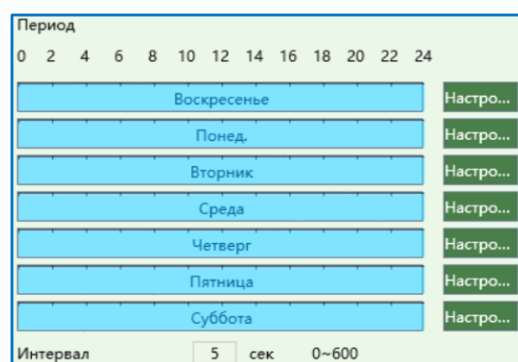 Период
0 2 4 6 8 10 12 14 16 18 20 22 24
Воскресенье Настро...
Понед. Настро...
Вторник Настро...
Среда Настро...
Четверг Настро...
Пятница Настро...
Суббота Настро...
Интервал 5 сек 0~600